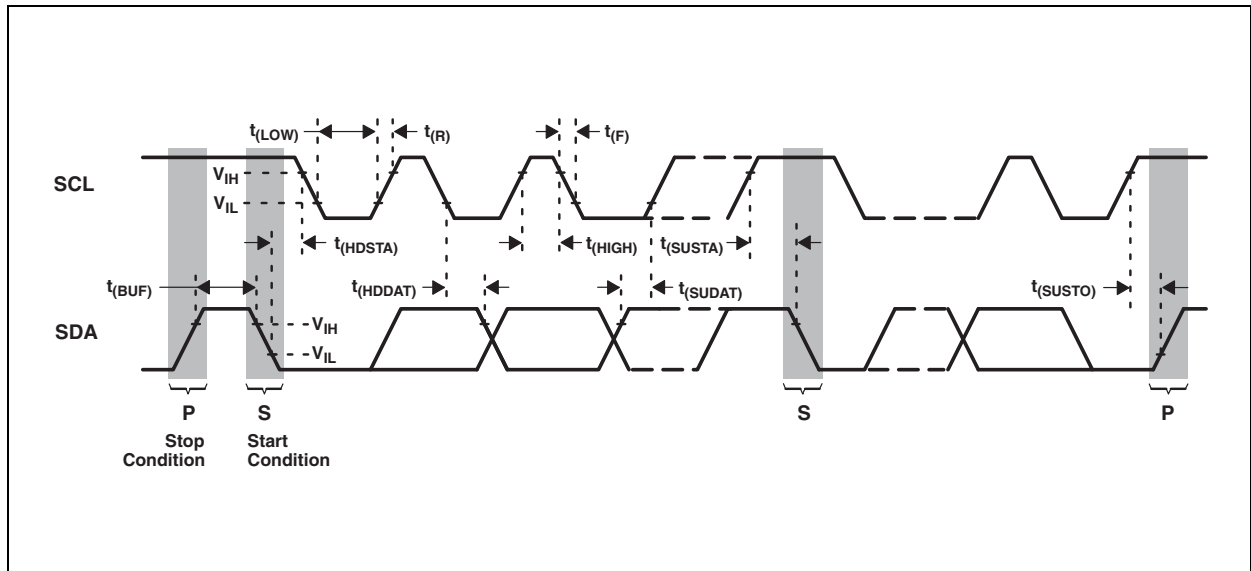 t(LOW)
t(R)
t(F)
SCL
VIH
VIL
t(HDSTA)
t(HIGH)
t(SUSTA)
t(BUF)
t(HDDAT)
t(SUDAT)
t(SUSTO)
SDA
VIH
VIL
P
S
S
P
Stop
Condition
Start
Condition